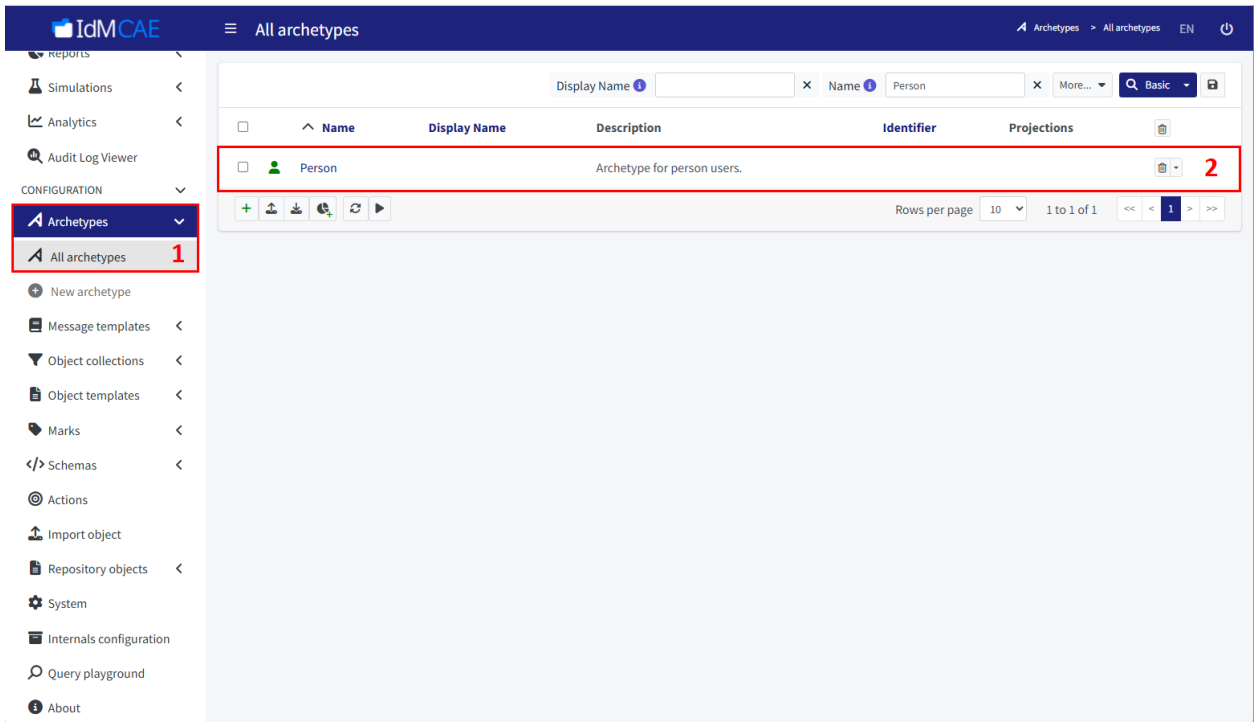 IdMCAE
All archetypes
Archetypes > All archetypes EN
Reports
Simulations
Analytics
Audit Log Viewer
CONFIGURATION
Archetypes
All archetypes 1
New archetype
Message templates
Object collections
Object templates
Marks
Schemas
Actions
Import object
Repository objects
System
Internals configuration
Query playground
About
Display Name Name Person More... Basic
Name Display Name Description Identifier Projections
Person Archetype for person users. 2
Rows per page 10 1 to 1 of 1 << < 1 > >>